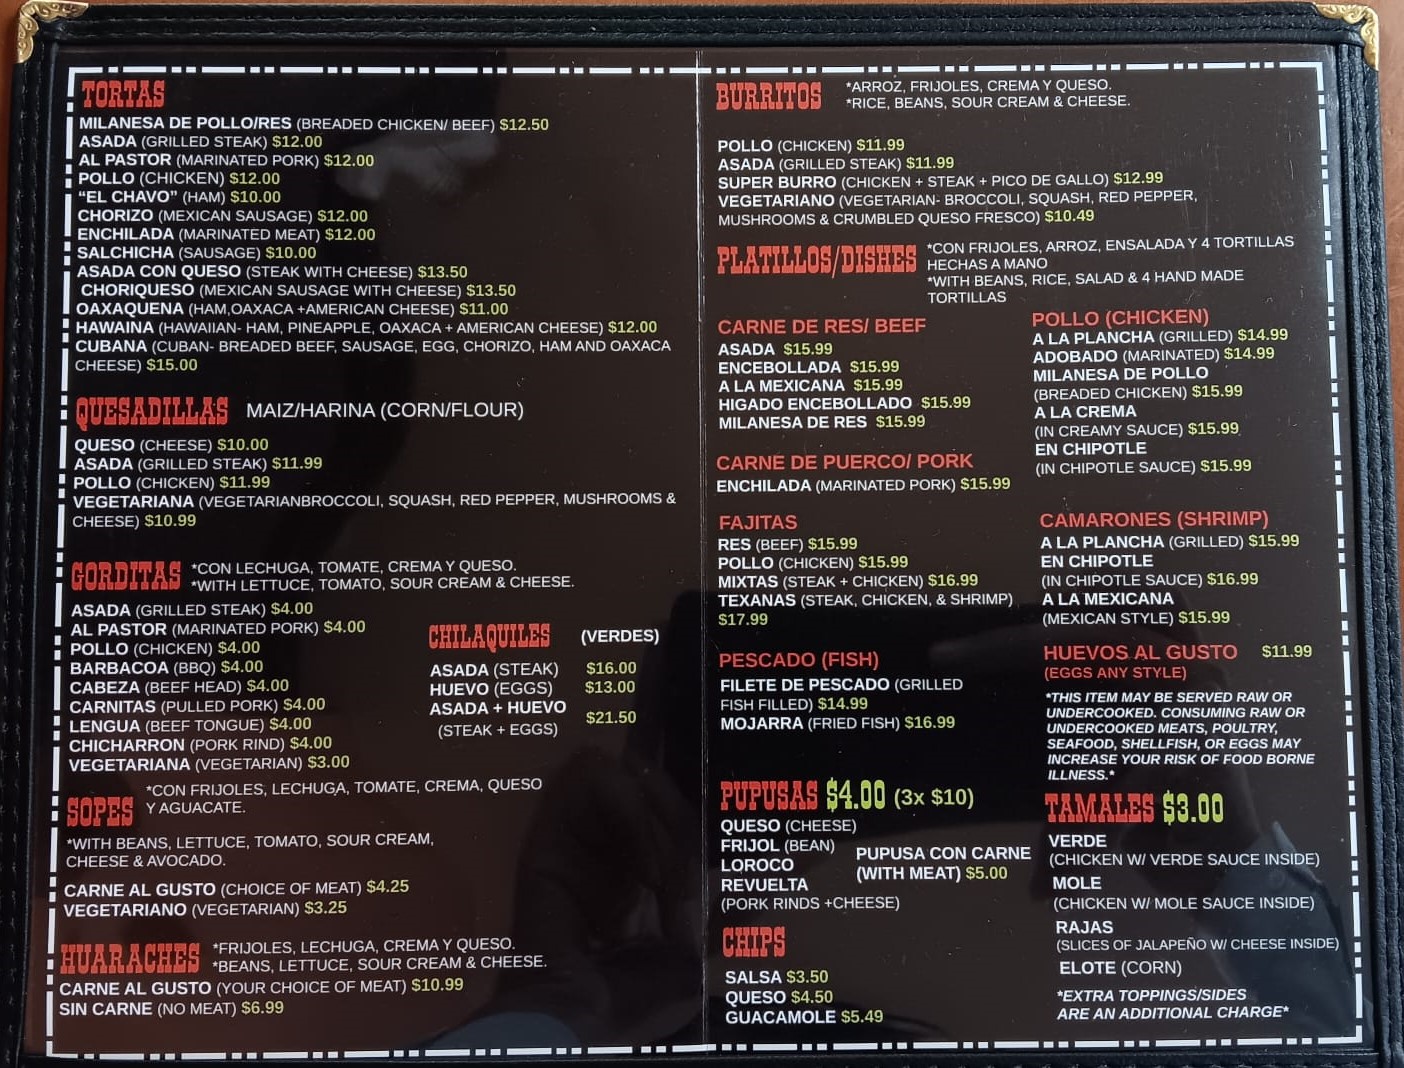 TORTAS
MILANESA DE POLLO/RES (BREADED CHICKEN/ BEEF) $12.50
ASADA (GRILLED STEAK) $12.00
AL PASTOR (MARINATED PORK) $12.00
POLLO (CHICKEN) $12.00
“EL CHAVO” (HAM) $10.00
CHORIZO (MEXICAN SAUSAGE) $12.00
ENCHILADA (MARINATED MEAT) $12.00
SALCHICHA (SAUSAGE) $10.00
ASADA CON QUESO (STEAK WITH CHEESE) $13.50
CHORIQUESO (MEXICAN SAUSAGE WITH CHEESE) $13.50
OAXAQUENA (HAM,OAXACA +AMERICAN CHEESE) $11.00
HAWAINA (HAWAIIAN- HAM, PINEAPPLE, OAXACA + AMERICAN CHEESE) $12.00
CUBANA (CUBAN- BREADED BEEF, SAUSAGE, EGG, CHORIZO, HAM AND OAXACA
CHEESE) $15.00
QUESADILLAS MAIZ/HARINA (CORN/FLOUR)
QUESO (CHEESE) $10.00
ASADA (GRILLED STEAK) $11.99
POLLO (CHICKEN) $11.99
VEGETARIANA (VEGETARIANBROCCOLI, SQUASH, RED PEPPER, MUSHROOMS &
CHEESE) $10.99
GORDITAS *CON LECHUGA, TOMATE, CREMA Y QUESO.
*WITH LETTUCE, TOMATO, SOUR CREAM & CHEESE.
ASADA (GRILLED STEAK) $4.00
AL PASTOR (MARINATED PORK) $4.00
POLLO (CHICKEN) $4.00
BARBACOA (BBQ) $4.00
CABEZA (BEEF HEAD) $4.00
CARNITAS (PULLED PORK) $4.00
LENGUA (BEEF TONGUE) $4.00
CHICHARRON (PORK RIND) $4.00
VEGETARIANA (VEGETARIAN) $3.00
CHILAQUILES (VERDES)
ASADA (STEAK) $16.00
HUEVO (EGGS) $13.00
ASADA + HUEVO
(STEAK + EGGS) $21.50
SOPES *CON FRIJOLES, LECHUGA, TOMATE, CREMA, QUESO
Y AGUACATE.
*WITH BEANS, LETTUCE, TOMATO, SOUR CREAM,
CHEESE & AVOCADO.
CARNE AL GUSTO (CHOICE OF MEAT) $4.25
VEGETARIANO (VEGETARIAN) $3.25
HUARACHES *FRIJOLES, LECHUGA, CREMA Y QUESO.
*BEANS, LETTUCE, SOUR CREAM & CHEESE.
CARNE AL GUSTO (YOUR CHOICE OF MEAT) $10.99
SIN CARNE (NO MEAT) $6.99
BURRITOS *ARROZ, FRIJOLES, CREMA Y QUESO.
*RICE, BEANS, SOUR CREAM & CHEESE.
POLLO (CHICKEN) $11.99
ASADA (GRILLED STEAK) $11.99
SUPER BURRO (CHICKEN + STEAK + PICO DE GALLO) $12.99
VEGETARIANO (VEGETARIAN- BROCCOLI, SQUASH, RED PEPPER,
MUSHROOMS & CRUMBLED QUESO FRESCO) $10.49
PLATILLOS/DISHES *CON FRIJOLES, ARROZ, ENSALADA Y 4 TORTILLAS
HECHAS A MANO
*WITH BEANS, RICE, SALAD & 4 HAND MADE
TORTILLAS
CARNE DE RES/ BEEF
ASADA $15.99
ENCEBOLLADA $15.99
A LA MEXICANA $15.99
HIGADO ENCEBOLLADO $15.99
MILANESA DE RES $15.99
CARNE DE PUERCO/ PORK
ENCHILADA (MARINATED PORK) $15.99
FAJITAS
RES (BEEF) $15.99
POLLO (CHICKEN) $15.99
MIXTAS (STEAK + CHICKEN) $16.99
TEXANAS (STEAK, CHICKEN, & SHRIMP)
$17.99
PESCADO (FISH)
FILETE DE PESCADO (GRILLED
FISH FILLED) $14.99
MOJARRA (FRIED FISH) $16.99
POLLO (CHICKEN)
A LA PLANCHA (GRILLED) $14.99
ADOBADO (MARINATED) $14.99
MILANESA DE POLLO
(BREADED CHICKEN) $15.99
A LA CREMA
(IN CREAMY SAUCE) $15.99
EN CHIPOTLE
(IN CHIPOTLE SAUCE) $15.99
CAMARONES (SHRIMP)
A LA PLANCHA (GRILLED) $15.99
EN CHIPOTLE
(IN CHIPOTLE SAUCE) $16.99
A LA MEXICANA
(MEXICAN STYLE) $15.99
HUEVOS AL GUSTO $11.99
(EGGS ANY STYLE)
*THIS ITEM MAY BE SERVED RAW OR
UNDERCOOKED. CONSUMING RAW OR
UNDERCOOKED MEATS, POULTRY,
SEAFOOD, SHELLFISH, OR EGGS MAY
INCREASE YOUR RISK OF FOOD BORNE
ILLNESS.*
PUPUSAS $4.00 (3x $10)
QUESO (CHEESE)
FRIJOL (BEAN)
LOROCO
REVUELTA
(PORK RINDS +CHEESE)
PUPUSA CON CARNE
(WITH MEAT) $5.00
CHIPS
SALSA $3.50
QUESO $4.50
GUACAMOLE $5.49
TAMALES $3.00
VERDE
(CHICKEN W/ VERDE SAUCE INSIDE)
MOLE
(CHICKEN W/ MOLE SAUCE INSIDE)
RAJAS
(SLICES OF JALAPEÑO W/ CHEESE INSIDE)
ELOTE (CORN)
*EXTRA TOPPINGS/SIDES
ARE AN ADDITIONAL CHARGE*